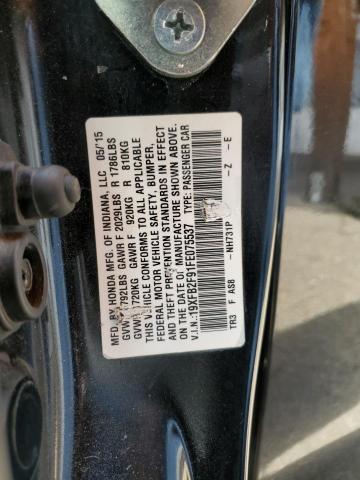 MFD. BY HONDA MFG. OF INDIANA, LLC 05/'15
GVWR 3792LBS GAWR F 2029LBS R 1786LBS
GVWR 1720KG GAWR F 920KG R 810KG
THIS VEHICLE CONFORMS TO ALL APPLICABLE
FEDERAL MOTOR VEHICLE SAFETY, BUMPER,
AND THEFT PREVENTION STANDARDS IN EFFECT
ON THE DATE OF MANUFACTURE SHOWN ABOVE.
V.I.N.: 19XFB2F91FE075537 TYPE: PASSENGER CAR
TR3 F AS8 - NH731P - Z - E